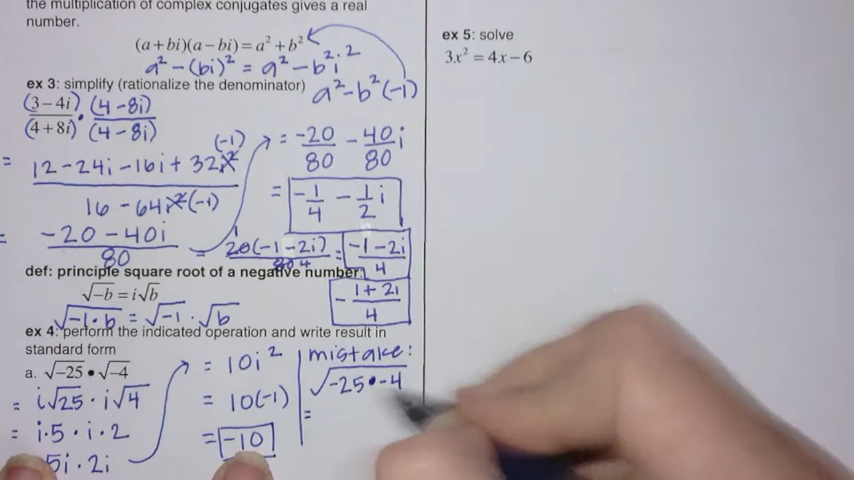 the multiplication of complex conjugates gives a real
number.
(a+bi)(a−bi)=a²+b²
a²−(bi)² = a²−b²i²
a²−b²(−1)
ex 3: simplify (rationalize the denominator)
(3−4i)/(4+8i) • (4−8i)/(4−8i)
= (12−24i−16i+32i²(−1))/(16−64i²(−1))
= (−20−40i)/80
= −20/80 − 40/80 i
= −1/4 − 1/2 i
= 20(−1−2i)/80 4 = (−1−2i)/4
−(1+2i)/4
def: principle square root of a negative number:
√−b = i√b
√−1·b = √−1 · √b
ex 4: perform the indicated operation and write result in
standard form
a. √−25 • √−4
= i√25 · i√4
= i·5 · i·2
5i · 2i
= 10i²
= 10(−1)
= −10
mistake:
√−25•−4
=
ex 5: solve
3x² = 4x−6